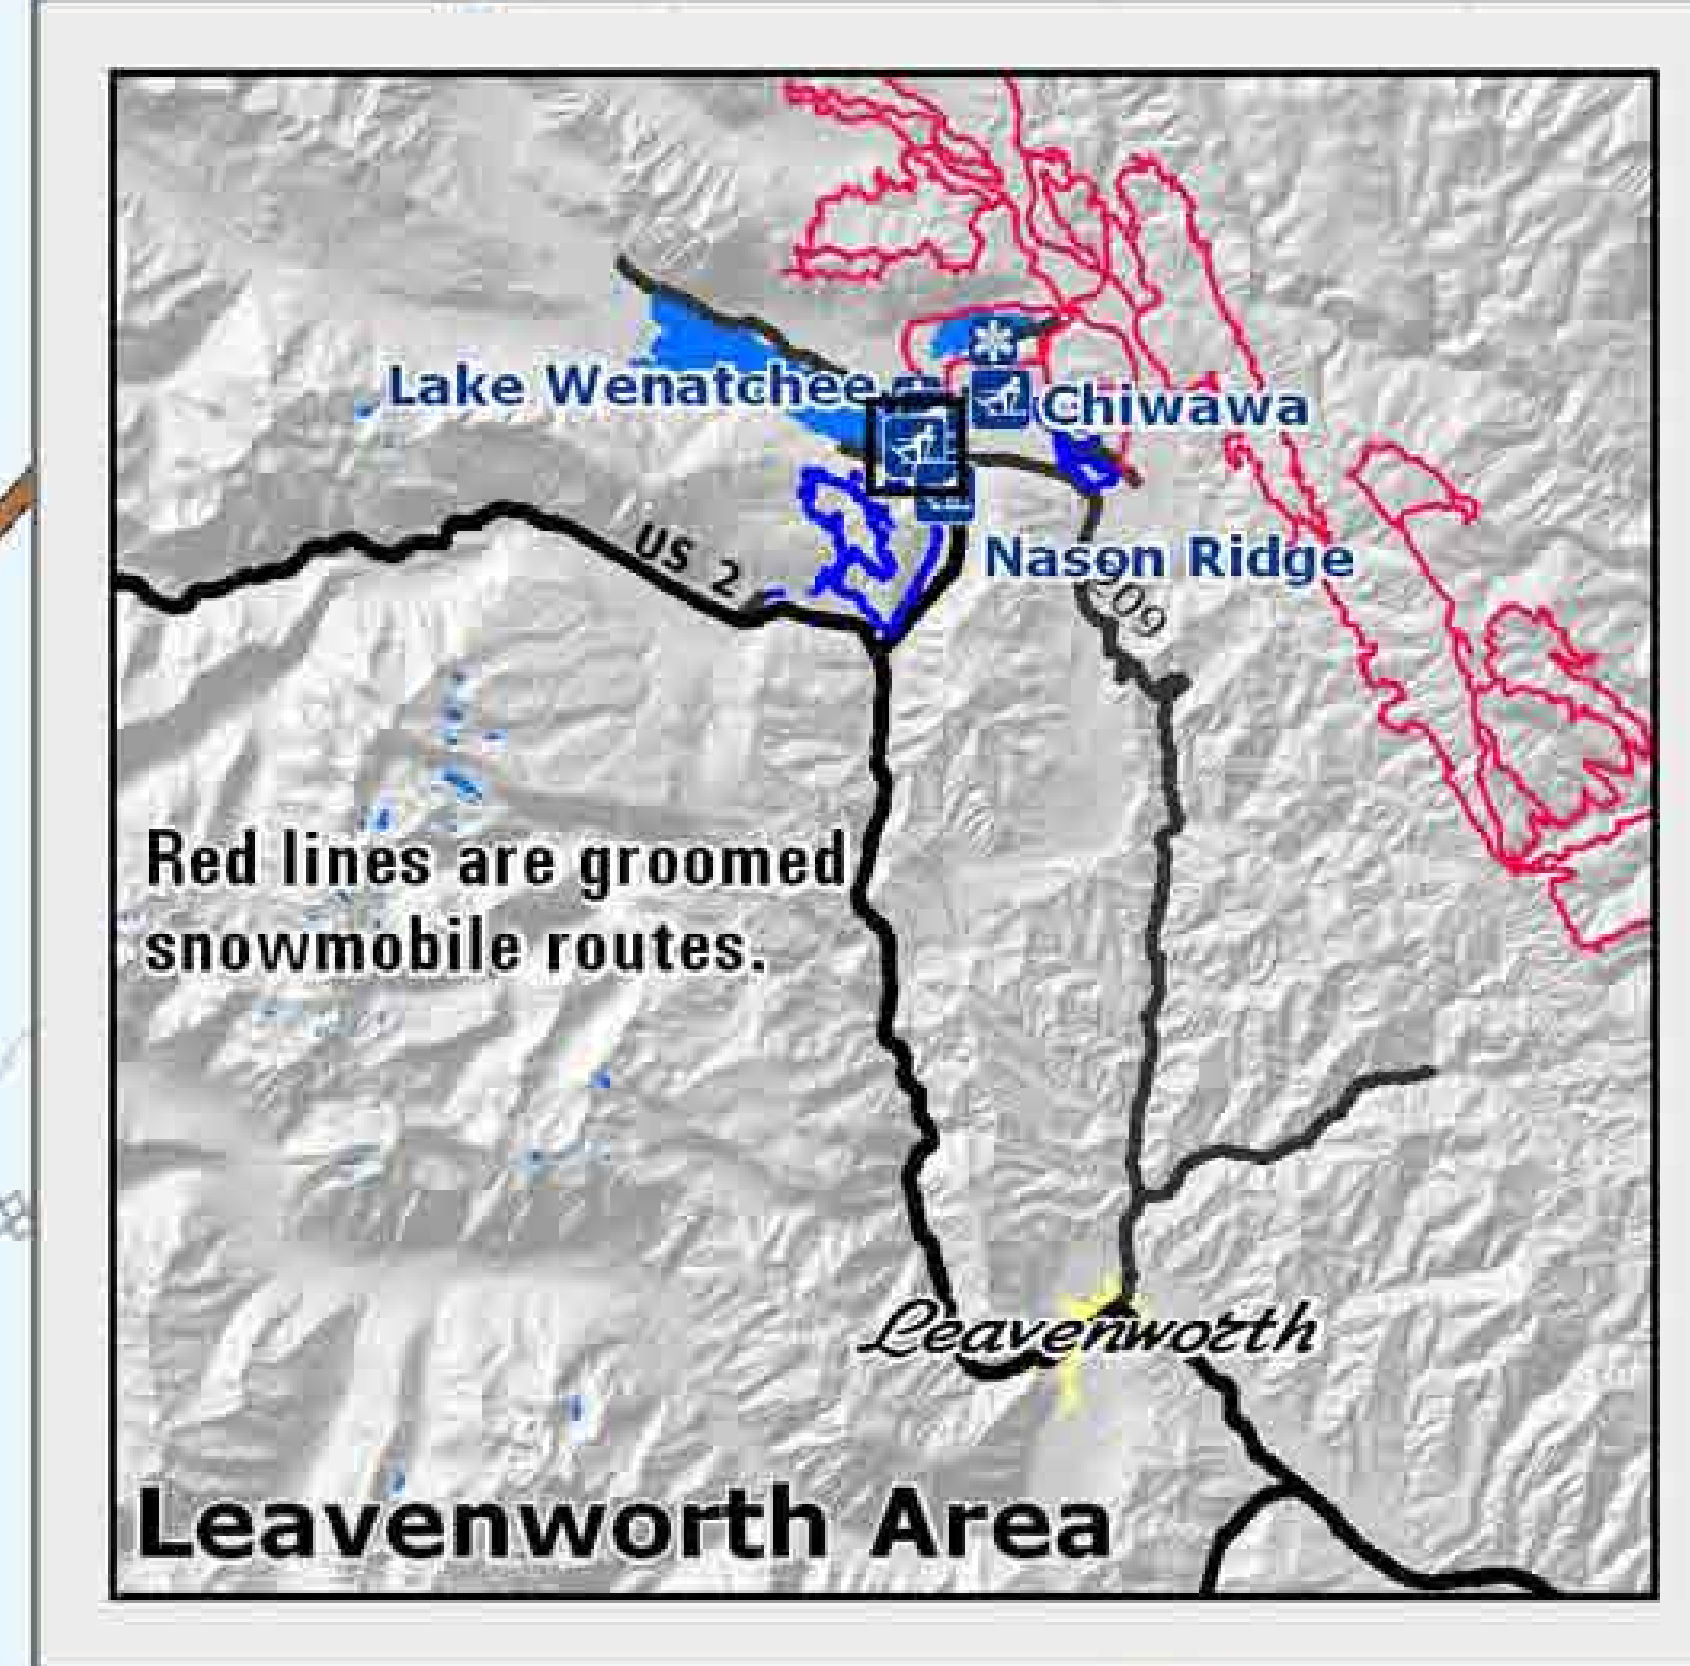 Lake Wenatchee
Chiwawa
US 2
Nason Ridge
209
Red lines are groomed
snowmobile routes.
Leavenworth
Leavenworth Area